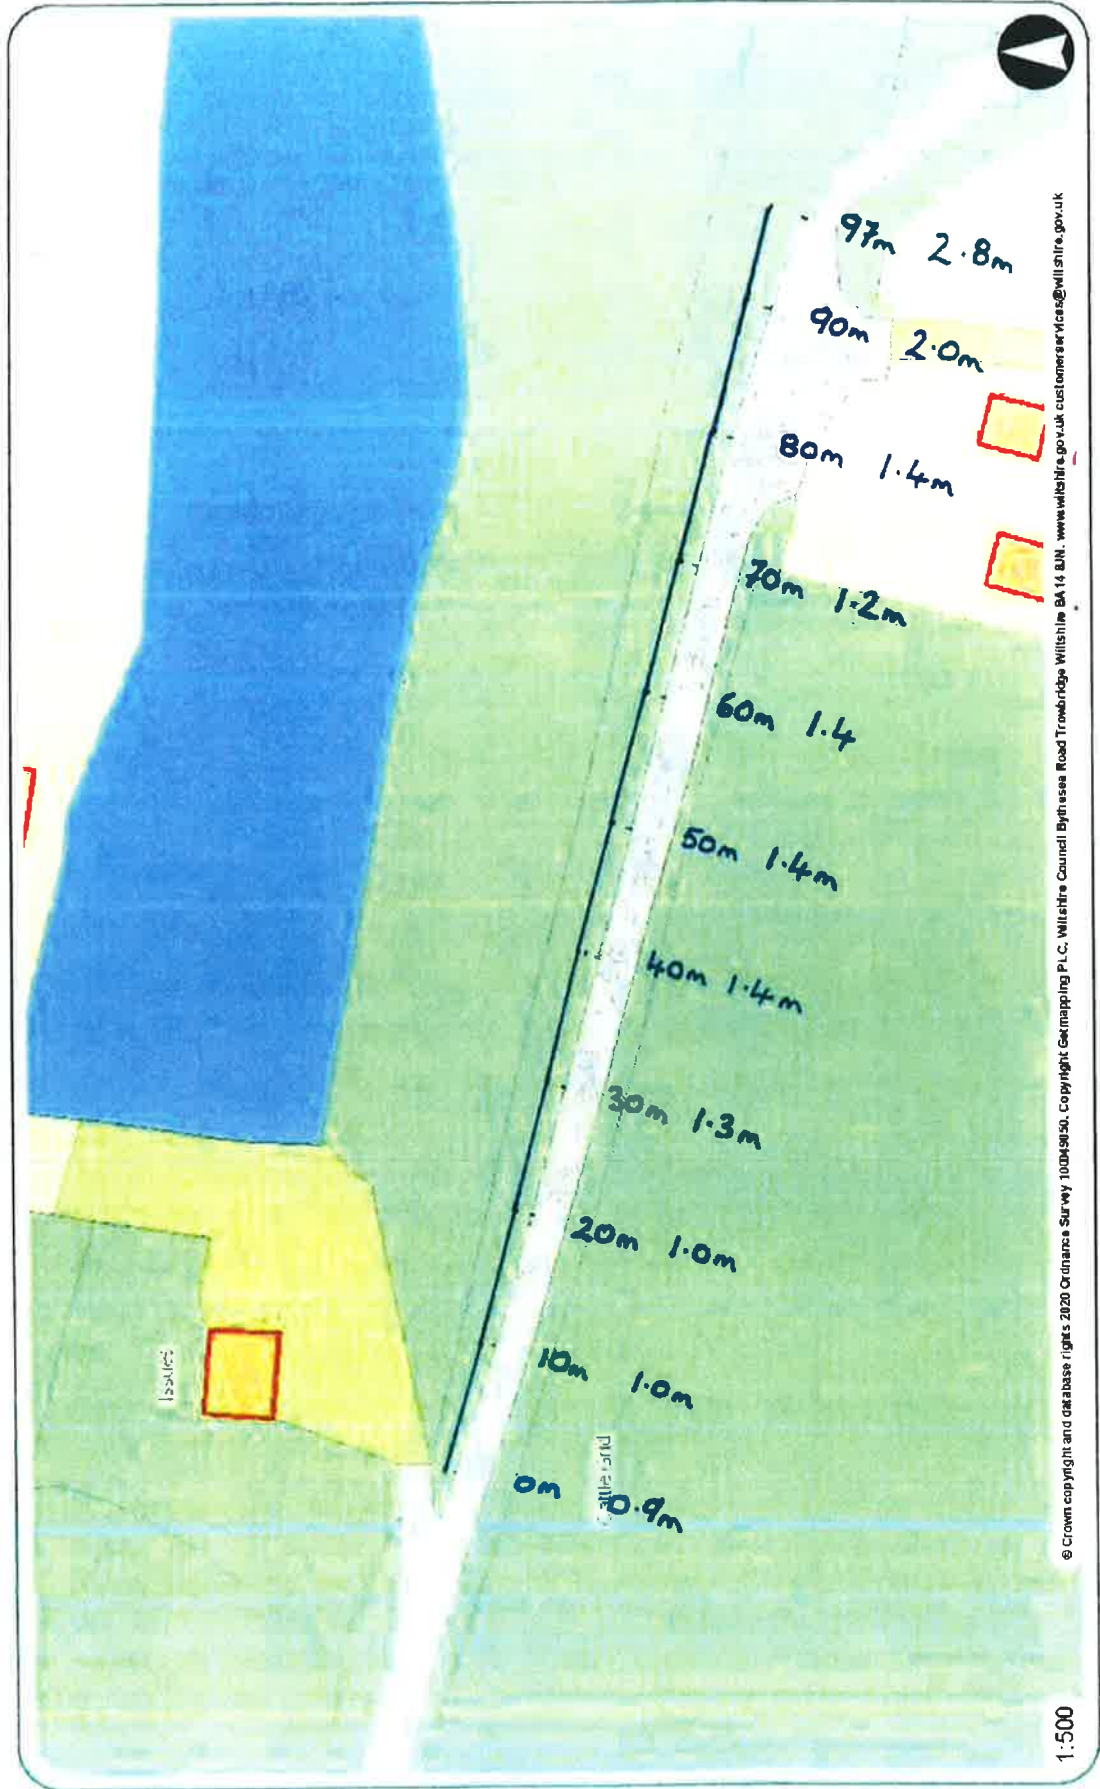 97m 2.8m
90m 2.0m
80m 1.4m
70m 1.2m
60m 1.4
50m 1.4m
40m 1.4m
30m 1.3m
20m 1.0m
10m 1.0m
0m 0.9m
Issues
Cattle Grid
1:500
© Crown copyright and database rights 2020 Ordnance Survey 100049050. Copyright Getmapping PLC. Wiltshire Council Bythesea Road Trowbridge Wiltshire BA14 8JN. www.wiltshire.gov.uk customerservices@wiltshire.gov.uk